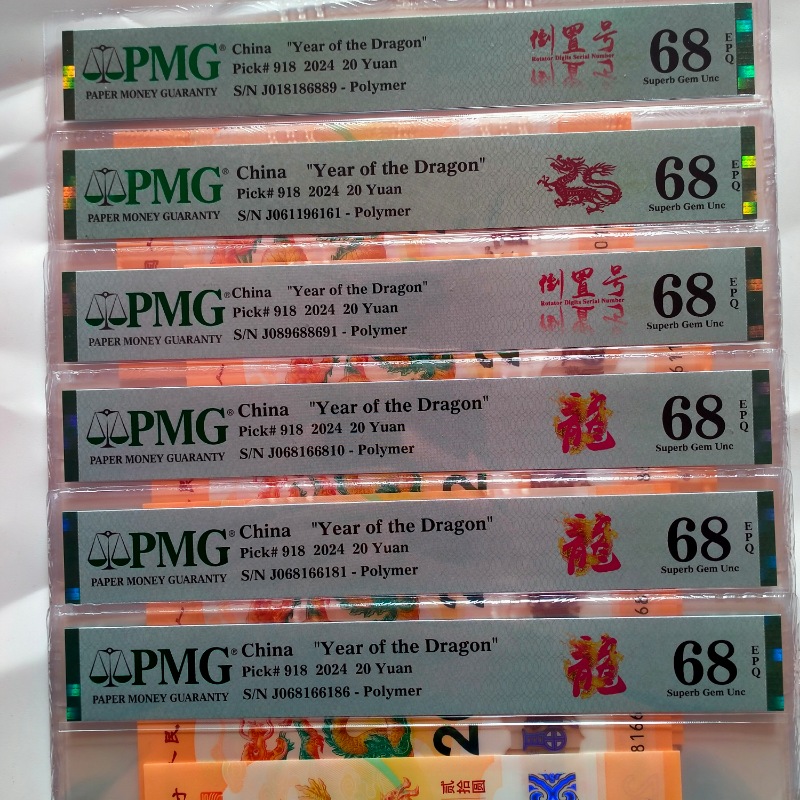 PMG®
PAPER MONEY GUARANTY
China "Year of the Dragon"
Pick# 918 2024 20 Yuan
S/N J018186889 - Polymer
倒置号
Rotator Digits Serial Number
68
EPQ
Superb Gem Unc
PMG®
PAPER MONEY GUARANTY
China "Year of the Dragon"
Pick# 918 2024 20 Yuan
S/N J061196161 - Polymer
68
EPQ
Superb Gem Unc
PMG®
PAPER MONEY GUARANTY
China "Year of the Dragon"
Pick# 918 2024 20 Yuan
S/N J089688691 - Polymer
倒置号
Rotator Digits Serial Number
68
EPQ
Superb Gem Unc
PMG®
PAPER MONEY GUARANTY
China "Year of the Dragon"
Pick# 918 2024 20 Yuan
S/N J068166810 - Polymer
龍
68
EPQ
Superb Gem Unc
PMG®
PAPER MONEY GUARANTY
China "Year of the Dragon"
Pick# 918 2024 20 Yuan
S/N J068166181 - Polymer
龍
68
EPQ
Superb Gem Unc
PMG®
PAPER MONEY GUARANTY
China "Year of the Dragon"
Pick# 918 2024 20 Yuan
S/N J068166186 - Polymer
龍
68
EPQ
Superb Gem Unc
20
8166
貳拾圓